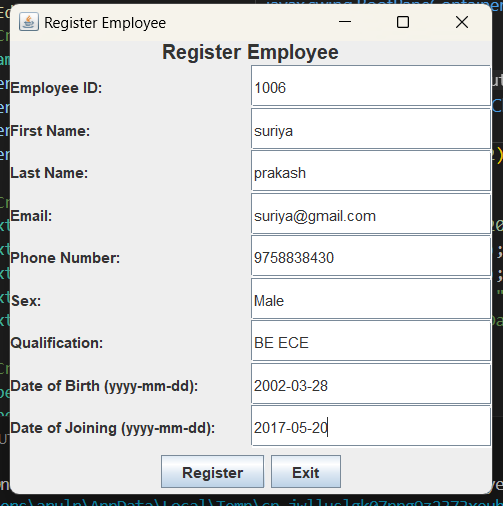 Register Employee
Register Employee
Employee ID: 1006
First Name: suriya
Last Name: prakash
Email: suriya@gmail.com
Phone Number: 9758838430
Sex: Male
Qualification: BE ECE
Date of Birth (yyyy-mm-dd): 2002-03-28
Date of Joining (yyyy-mm-dd): 2017-05-20
Register Exit